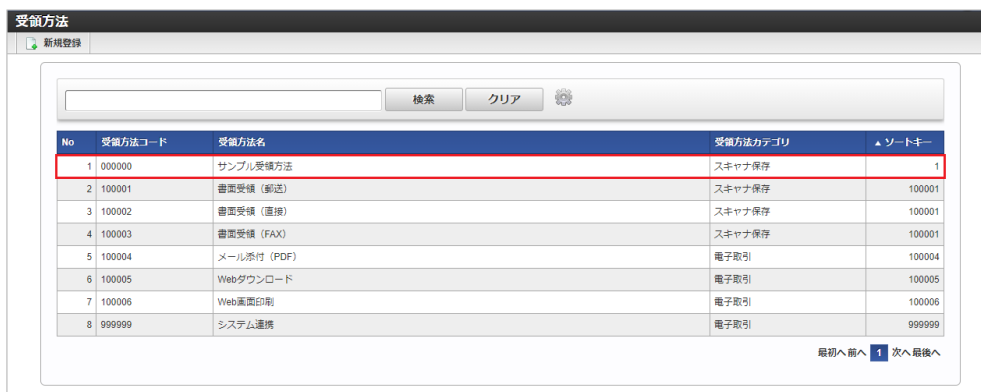 受領方法
新規登録
検索 クリア
No 受領方法コード 受領方法名 受領方法カテゴリ ▲ ソートキー
1 000000 サンプル受領方法 スキャナ保存 1
2 100001 書面受領（郵送） スキャナ保存 100001
3 100002 書面受領（直接） スキャナ保存 100001
4 100003 書面受領（FAX） スキャナ保存 100001
5 100004 メール添付（PDF） 電子取引 100004
6 100005 Webダウンロード 電子取引 100005
7 100006 Web画面印刷 電子取引 100006
8 999999 システム連携 電子取引 999999
最初へ 前へ 1 次へ 最後へ